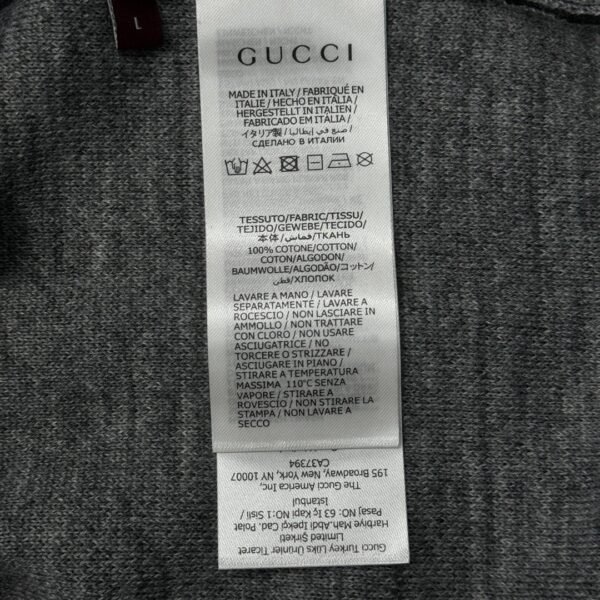 L
GUCCI
MADE IN ITALY / FABRIQUÉ EN
ITALIE / HECHO EN ITALIA /
HERGESTELLT IN ITALIEN /
FABRICADO EM ITÁLIA /
イタリア製 / صنع في إيطاليا /
СДЕЛАНО В ИТАЛИИ
TESSUTO/FABRIC/TISSU/
TEJIDO/GEWEBE/TECIDO/
本体/قماش/ТКАНЬ
100% COTONE/COTTON/
COTON/ALGODON/
BAUMWOLLE/ALGODÃO/コットン/
قطن/ХЛОПОК
LAVARE A MANO / LAVARE
SEPARATAMENTE / LAVARE A
ROCESCIO / NON LASCIARE IN
AMMOLLO / NON TRATTARE
CON CLORO / NON USARE
ASCIUGATRICE / NO
TORCERE O STRIZZARE /
ASCIUGARE IN PIANO /
STIRARE A TEMPERATURA
MASSIMA 110°C SENZA
VAPORE / STIRARE A
ROVESCIO / NON STIRARE LA
STAMPA / NON LAVARE A
SECCO
Gucci Turkey Lüks Ürünler Ticaret
Limited Şirketi
Harbiye Mah.Abdi İpekçi Cad. Polat
Pasaj NO: 63 İç Kapi NO:1 Sisli /
Istanbul
The Gucci America Inc,
195 Broadway, New York, NY 10007
CA37394